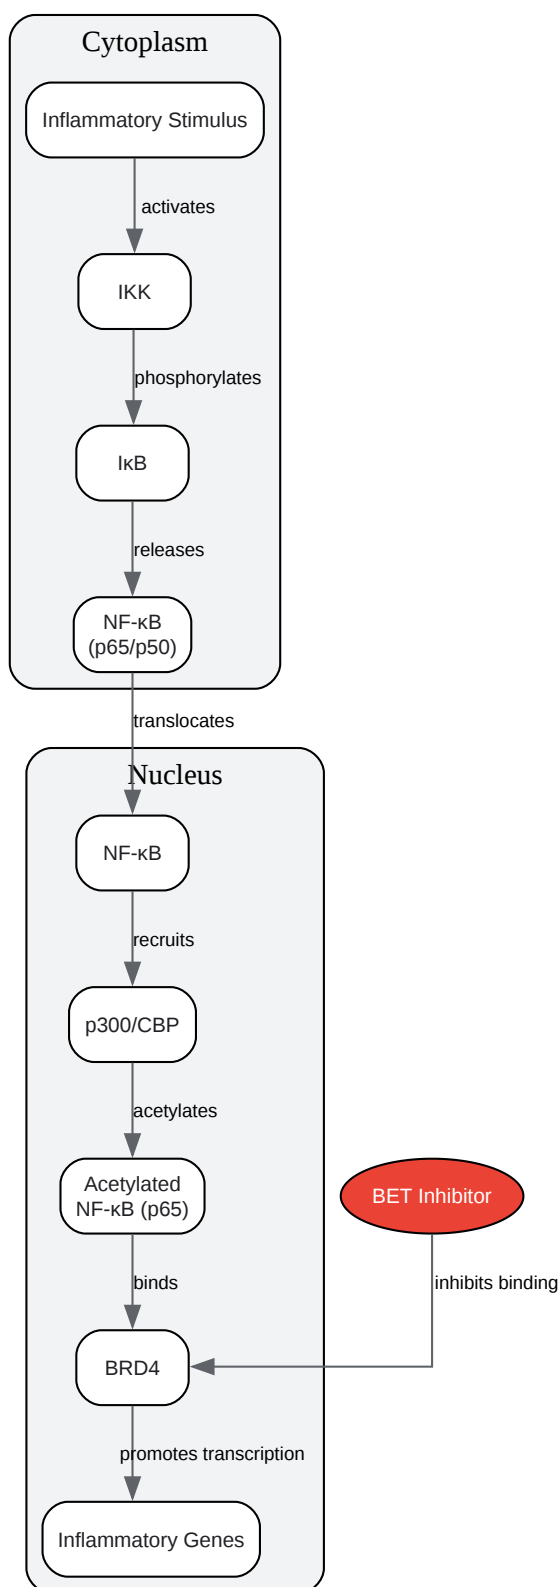 Cytoplasm
Inflammatory Stimulus
activates
IKK
phosphorylates
IκB
releases
NF-κB
(p65/p50)
translocates
Nucleus
NF-κB
recruits
p300/CBP
acetylates
Acetylated
NF-κB (p65)
BET Inhibitor
binds
inhibits binding
BRD4
promotes transcription
Inflammatory Genes